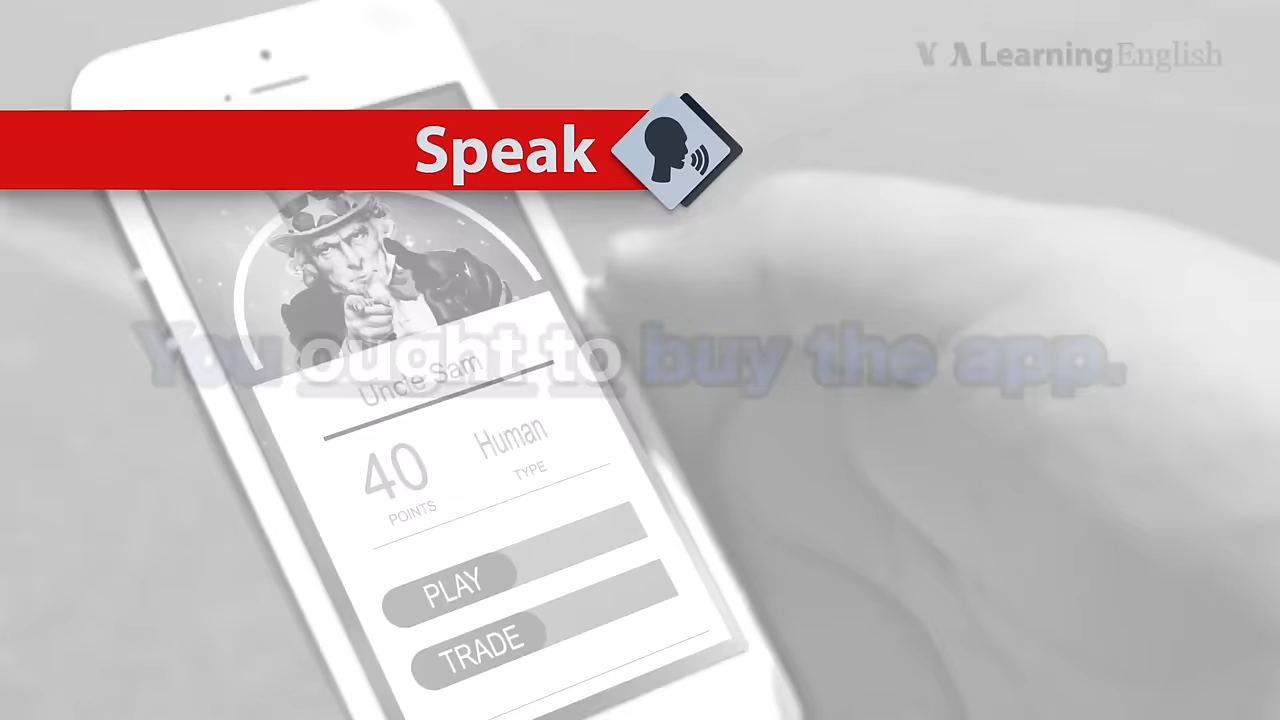 VOA Learning English
Speak
You ought to buy the app.
Uncle Sam
40
Human
POINTS
TYPE
PLAY
TRADE